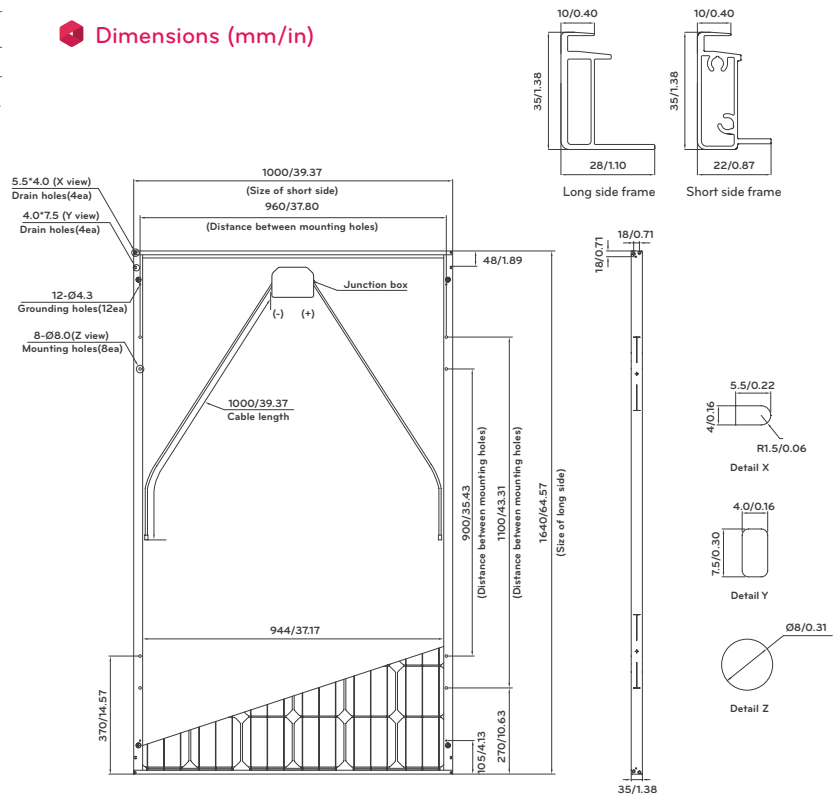 Dimensions (mm/in)
10/0.40
35/1.38
28/1.10
Long side frame
10/0.40
35/1.38
22/0.87
Short side frame
1000/39.37
(Size of short side)
960/37.80
(Distance between mounting holes)
5.5*4.0 (X view)
Drain holes(4ea)
4.0*7.5 (Y view)
Drain holes(4ea)
12-Ø4.3
Grounding holes(12ea)
8-Ø8.0(Z view)
Mounting holes(8ea)
48/1.89
Junction box
(-) (+)
1000/39.37
Cable length
900/35.43
(Distance between mounting holes)
1100/43.31
(Distance between mounting holes)
1640/64.57
(Size of long side)
944/37.17
370/14.57
105/4.13
270/10.63
18/0.71
18/0.71
35/1.38
5.5/0.22
4/0.16
R1.5/0.06
Detail X
4.0/0.16
7.5/0.30
Detail Y
Ø8/0.31
Detail Z